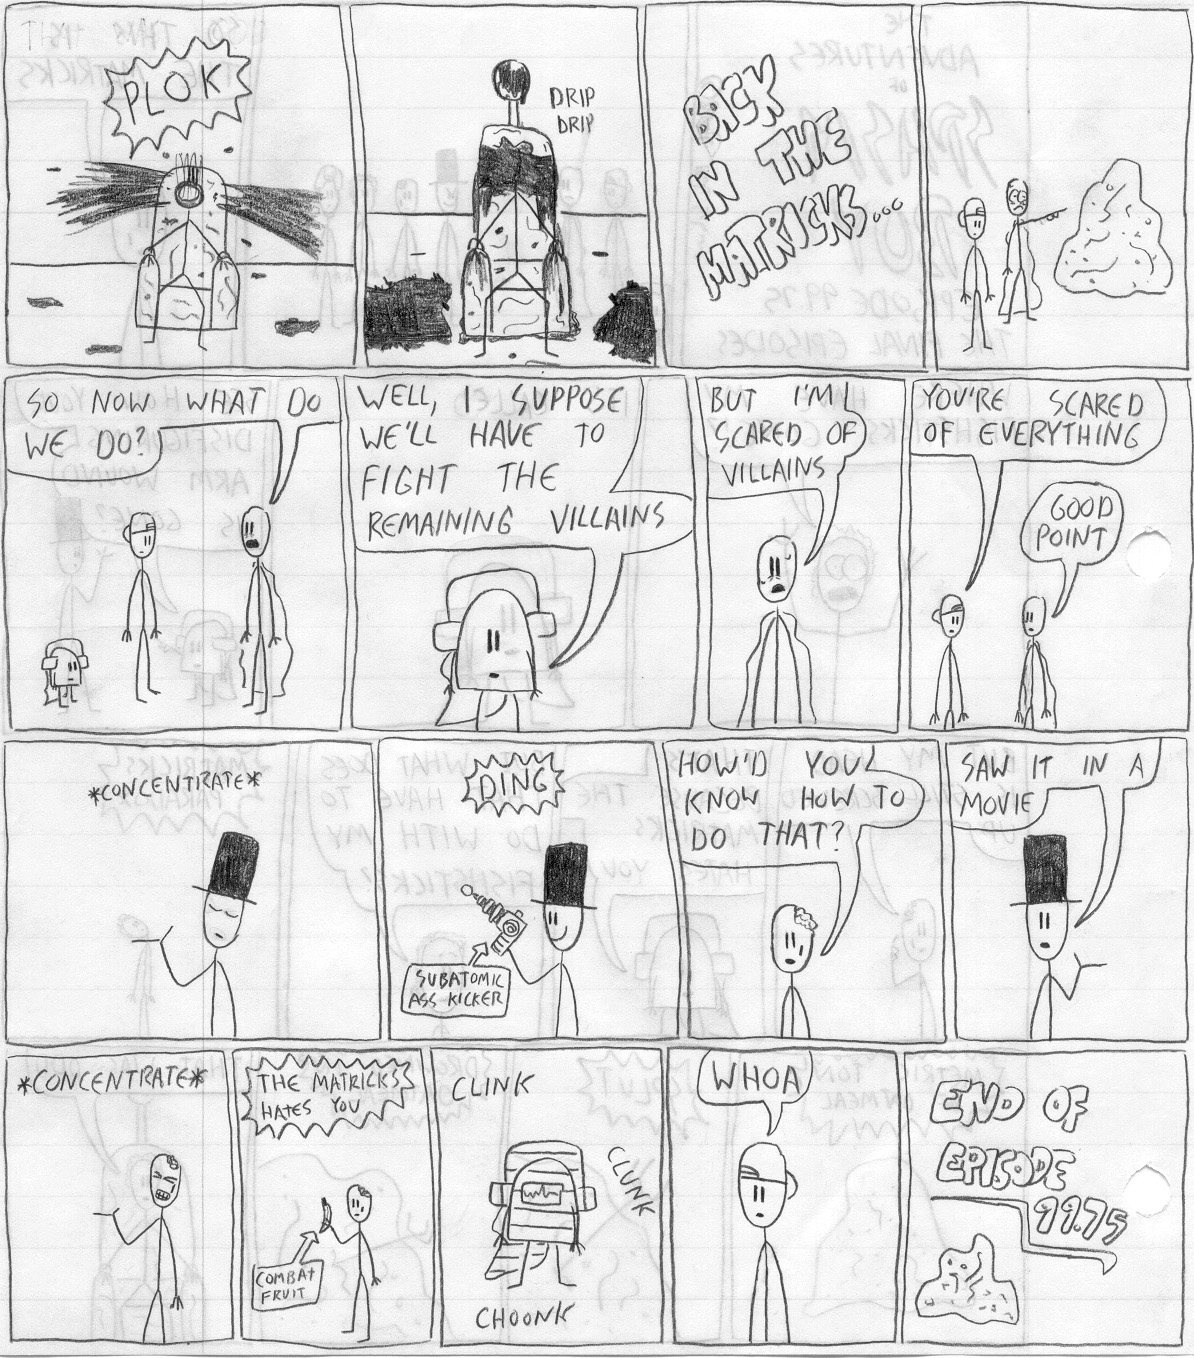 PLOK
DRIP
DRIP
BACK
IN THE
MATRICKS...
SO NOW WHAT DO
WE DO?
WELL, I SUPPOSE
WE'LL HAVE TO
FIGHT THE
REMAINING VILLAINS
BUT I'M
SCARED OF
VILLAINS
YOU'RE SCARED
OF EVERYTHING
GOOD
POINT
*CONCENTRATE*
DING
SUBATOMIC
ASS KICKER
HOW'D YOU
KNOW HOW TO
DO THAT?
SAW IT IN A
MOVIE
*CONCENTRATE*
THE MATRICKS
HATES YOU
COMBAT
FRUIT
CLINK
CLUNK
CHOONK
WHOA
END OF
EPISODE
99.75